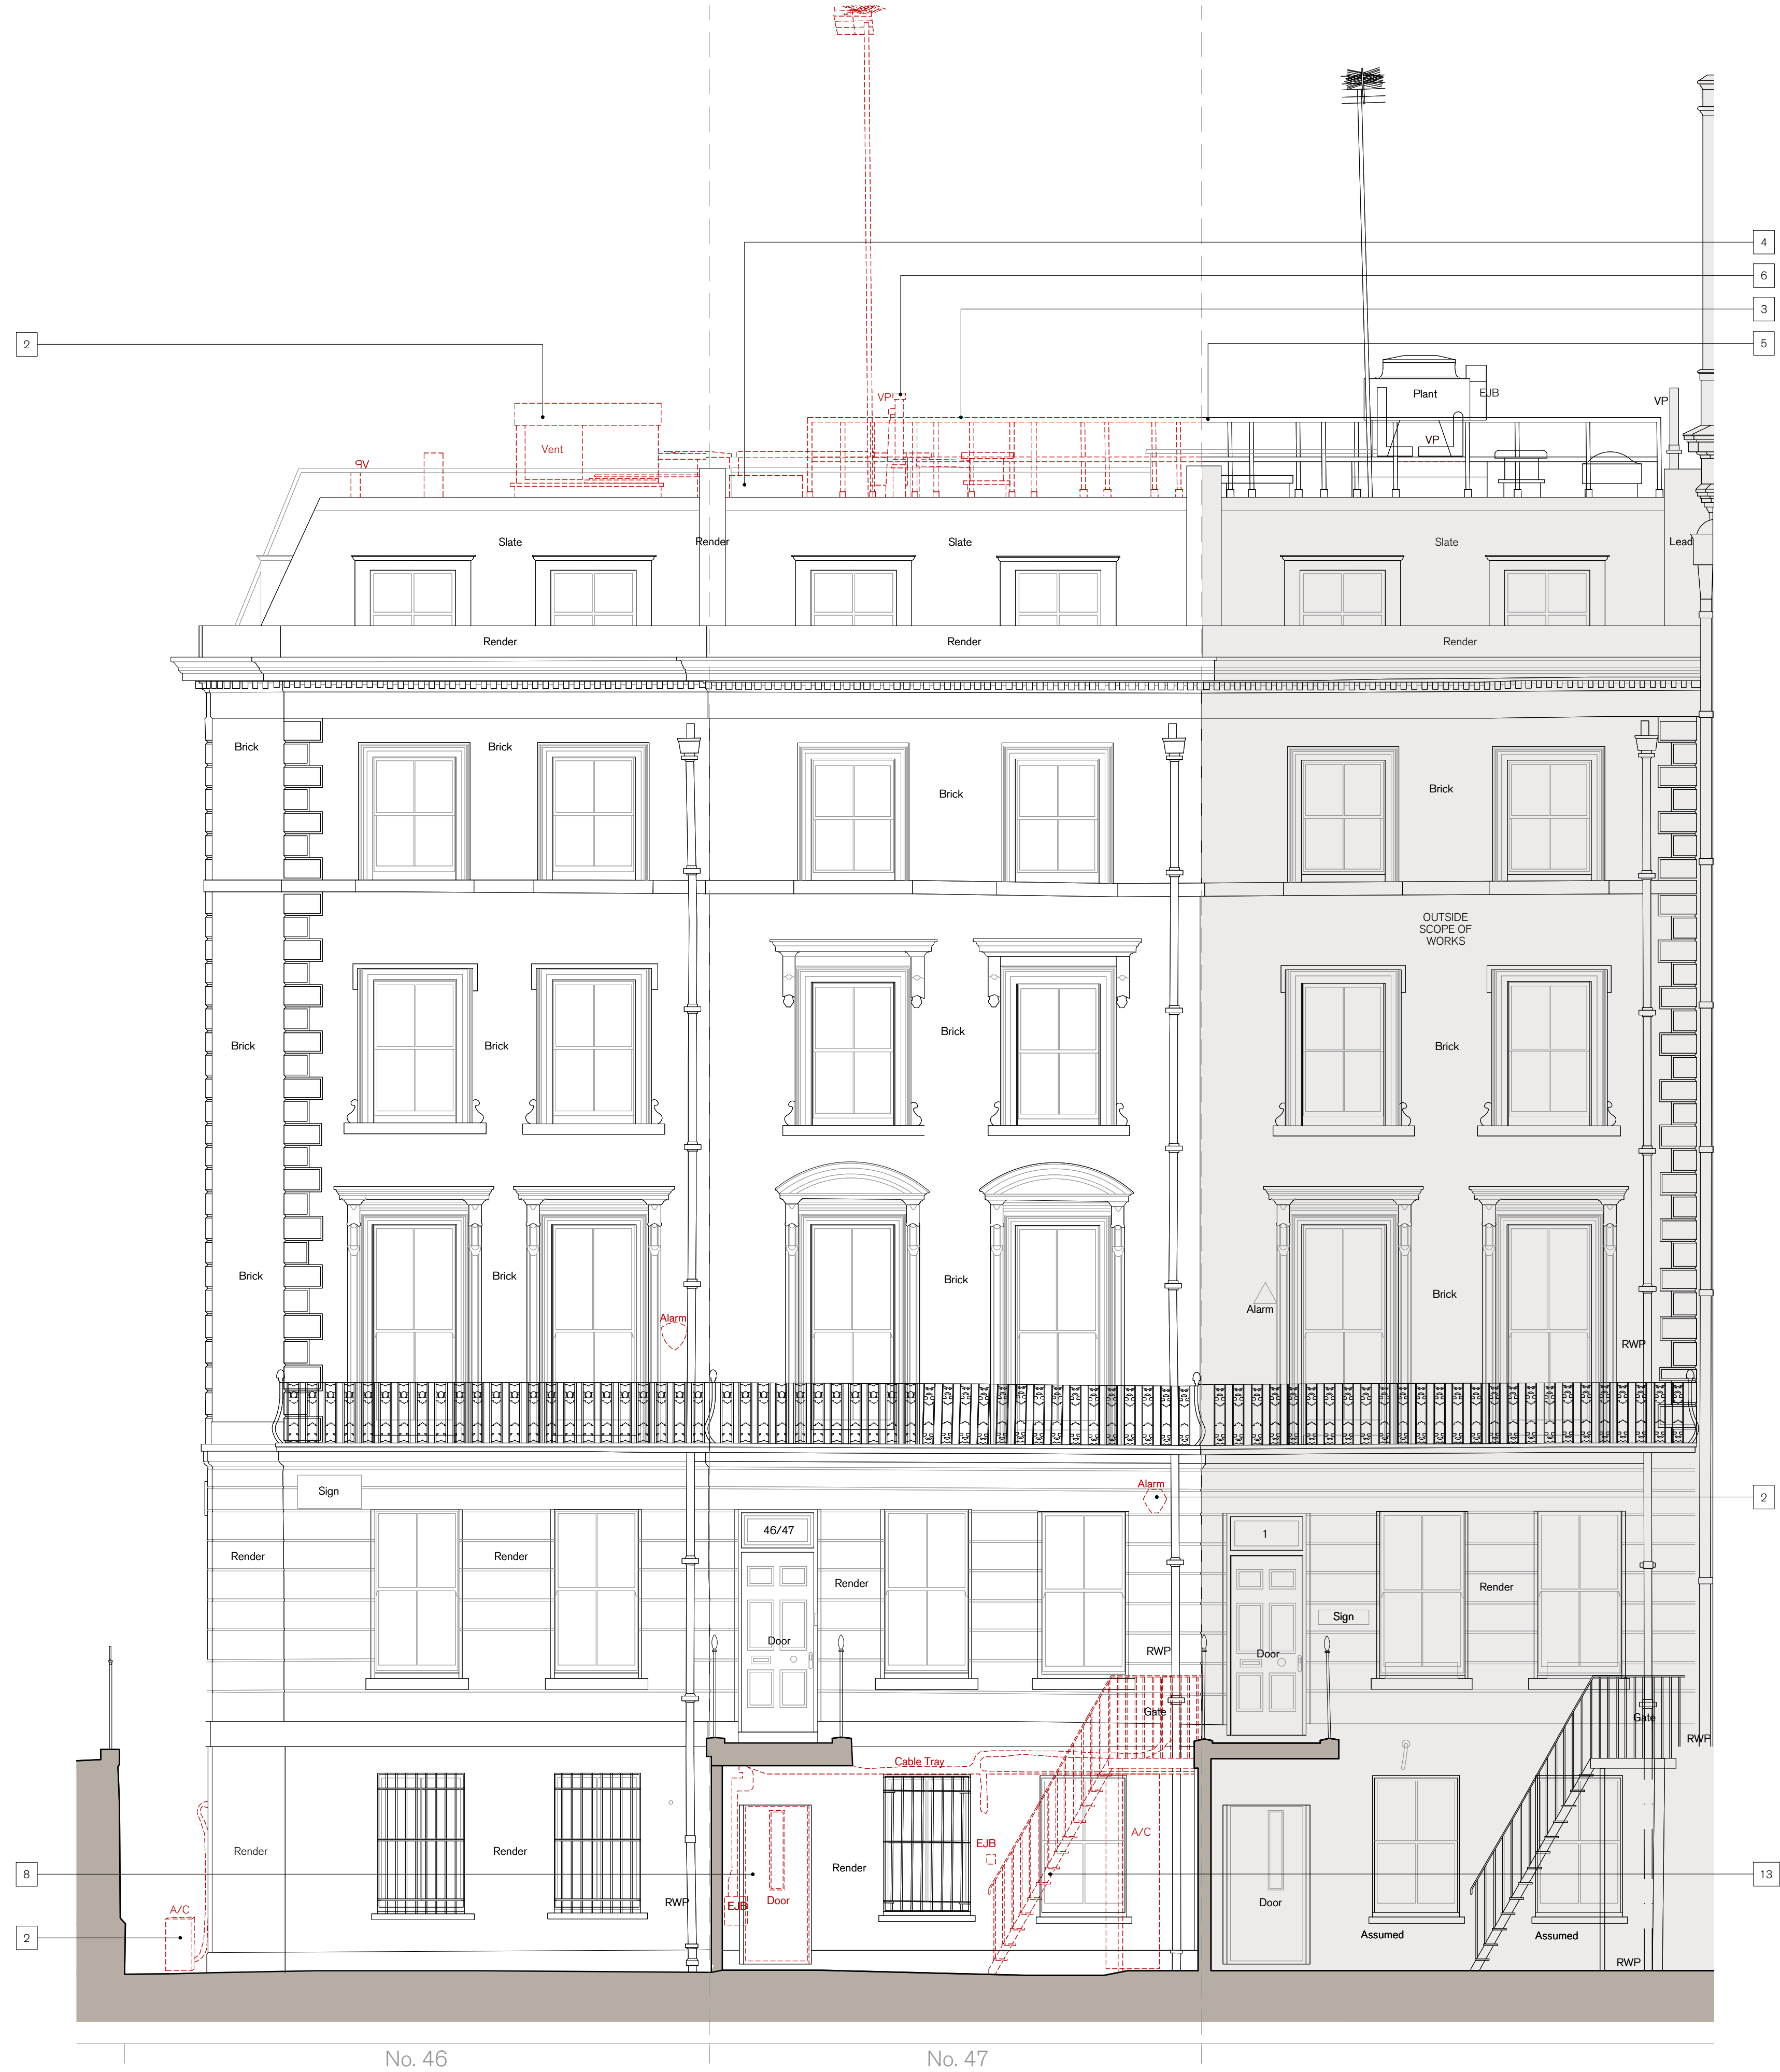 4
6
3
5
2
Plant
EJB
VP
VP
VP
Vent
VP
Slate
Render
Slate
Slate
Lead
Render
Render
Render
Brick
Brick
Brick
Brick
OUTSIDE
SCOPE OF
WORKS
Brick
Brick
Brick
Brick
Brick
Brick
Brick
Brick
Alarm
Alarm
RWP
Alarm
Sign
2
46/47
1
Render
Render
Render
Render
Sign
Door
RWP
Door
Gate
Gate
RWP
Cable Tray
A/C
EJB
Render
Render
Render
8
13
Door
EJB
RWP
Door
A/C
2
Assumed
Assumed
RWP
No. 46
No. 47